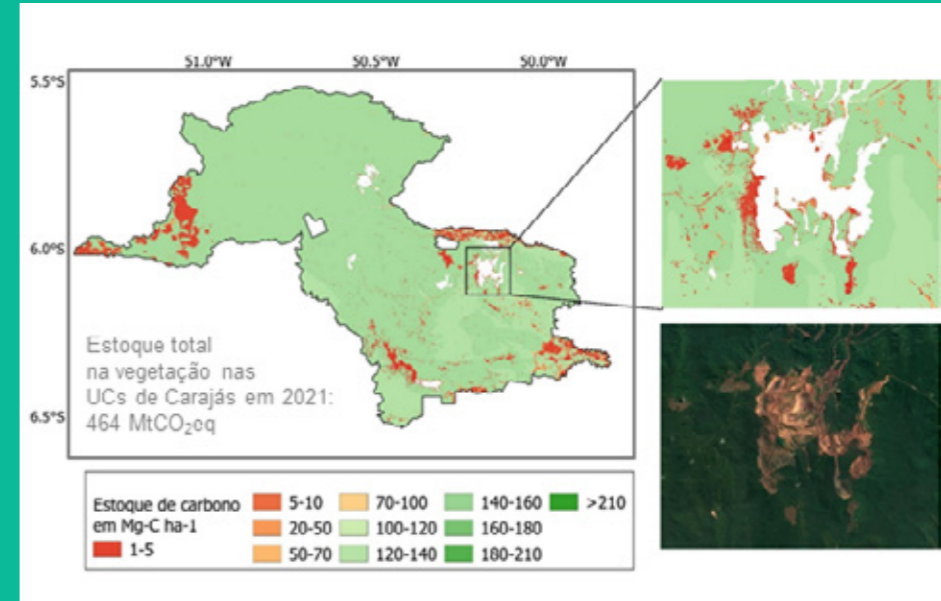 51.0°W 50.5°W 50.0°W
5.5°S
6.0°S
6.5°S
Estoque total
na vegetação nas
UCs de Carajás em 2021:
464 MtCO₂eq
Estoque de carbono
em Mg-C ha-1
1-5
5-10
20-50
50-70
70-100
100-120
120-140
140-160
160-180
180-210
>210